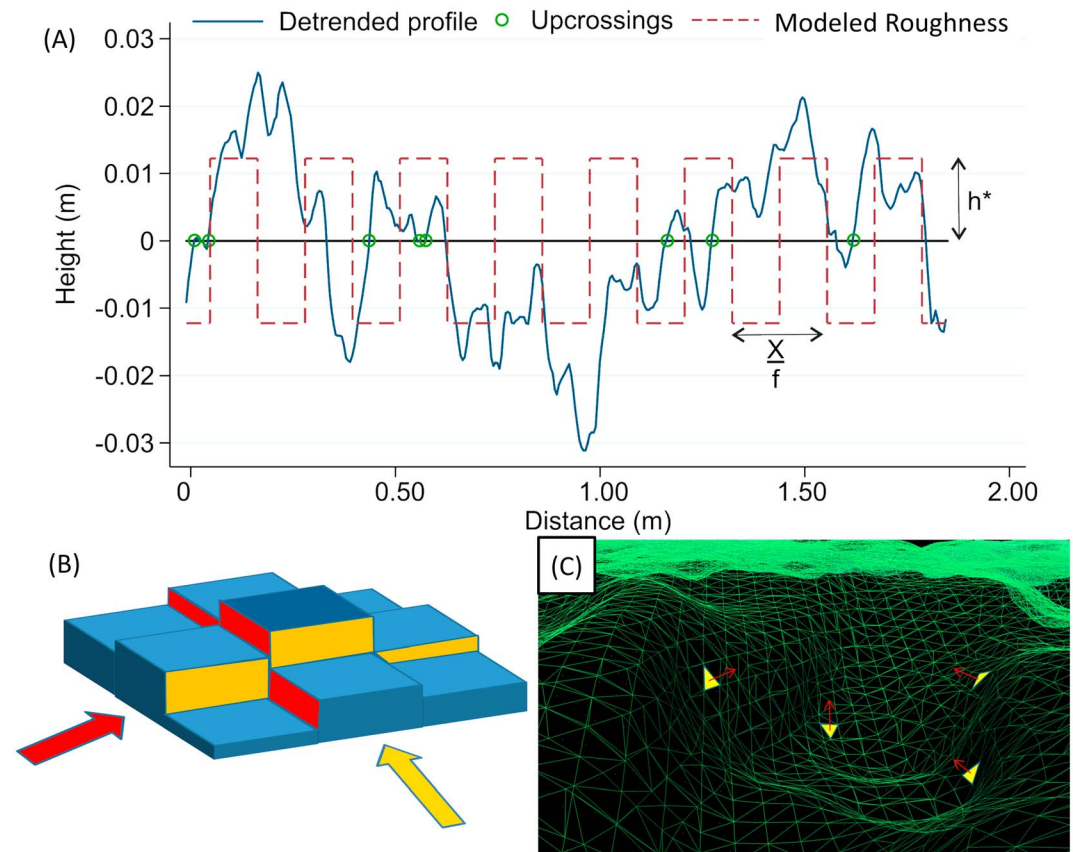 (A)
Detrended profile Upcrossings Modeled Roughness
0.03
0.02
0.01
0
-0.01
-0.02
-0.03
Height (m)
h*
X
f
0 0.50 1.00 1.50 2.00
Distance (m)
(B)
(C)